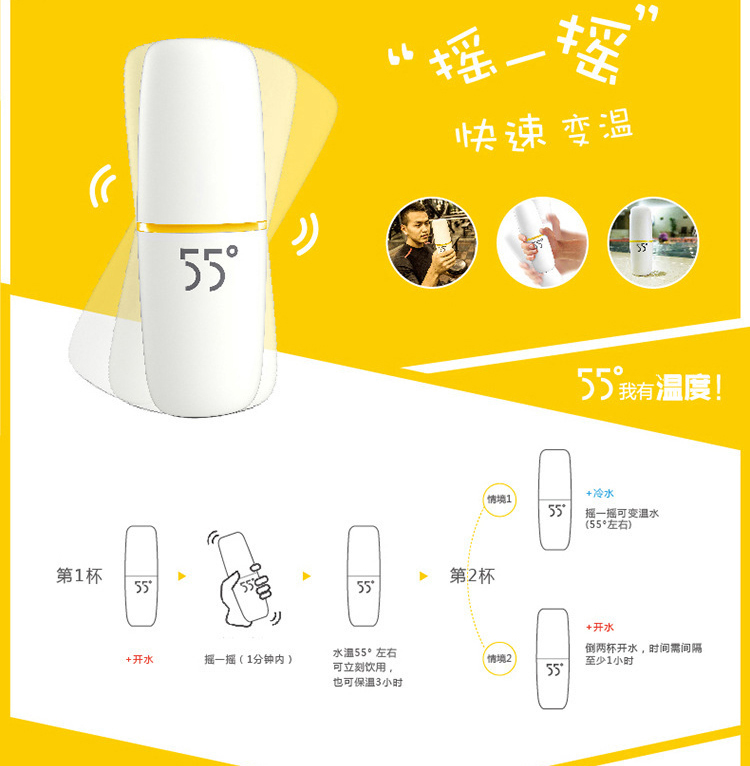 “摇一摇”
快速变温
55°
55°
55°
55°我有温度!
第1杯
55°
+开水
55°
摇一摇(1分钟内)
55°
水温55° 左右
可立刻饮用,
也可保温3小时
第2杯
情境1
55°
+冷水
摇一摇可变温水
(55°左右)
情境2
55°
+开水
倒两杯开水,时间需间隔
至少1小时